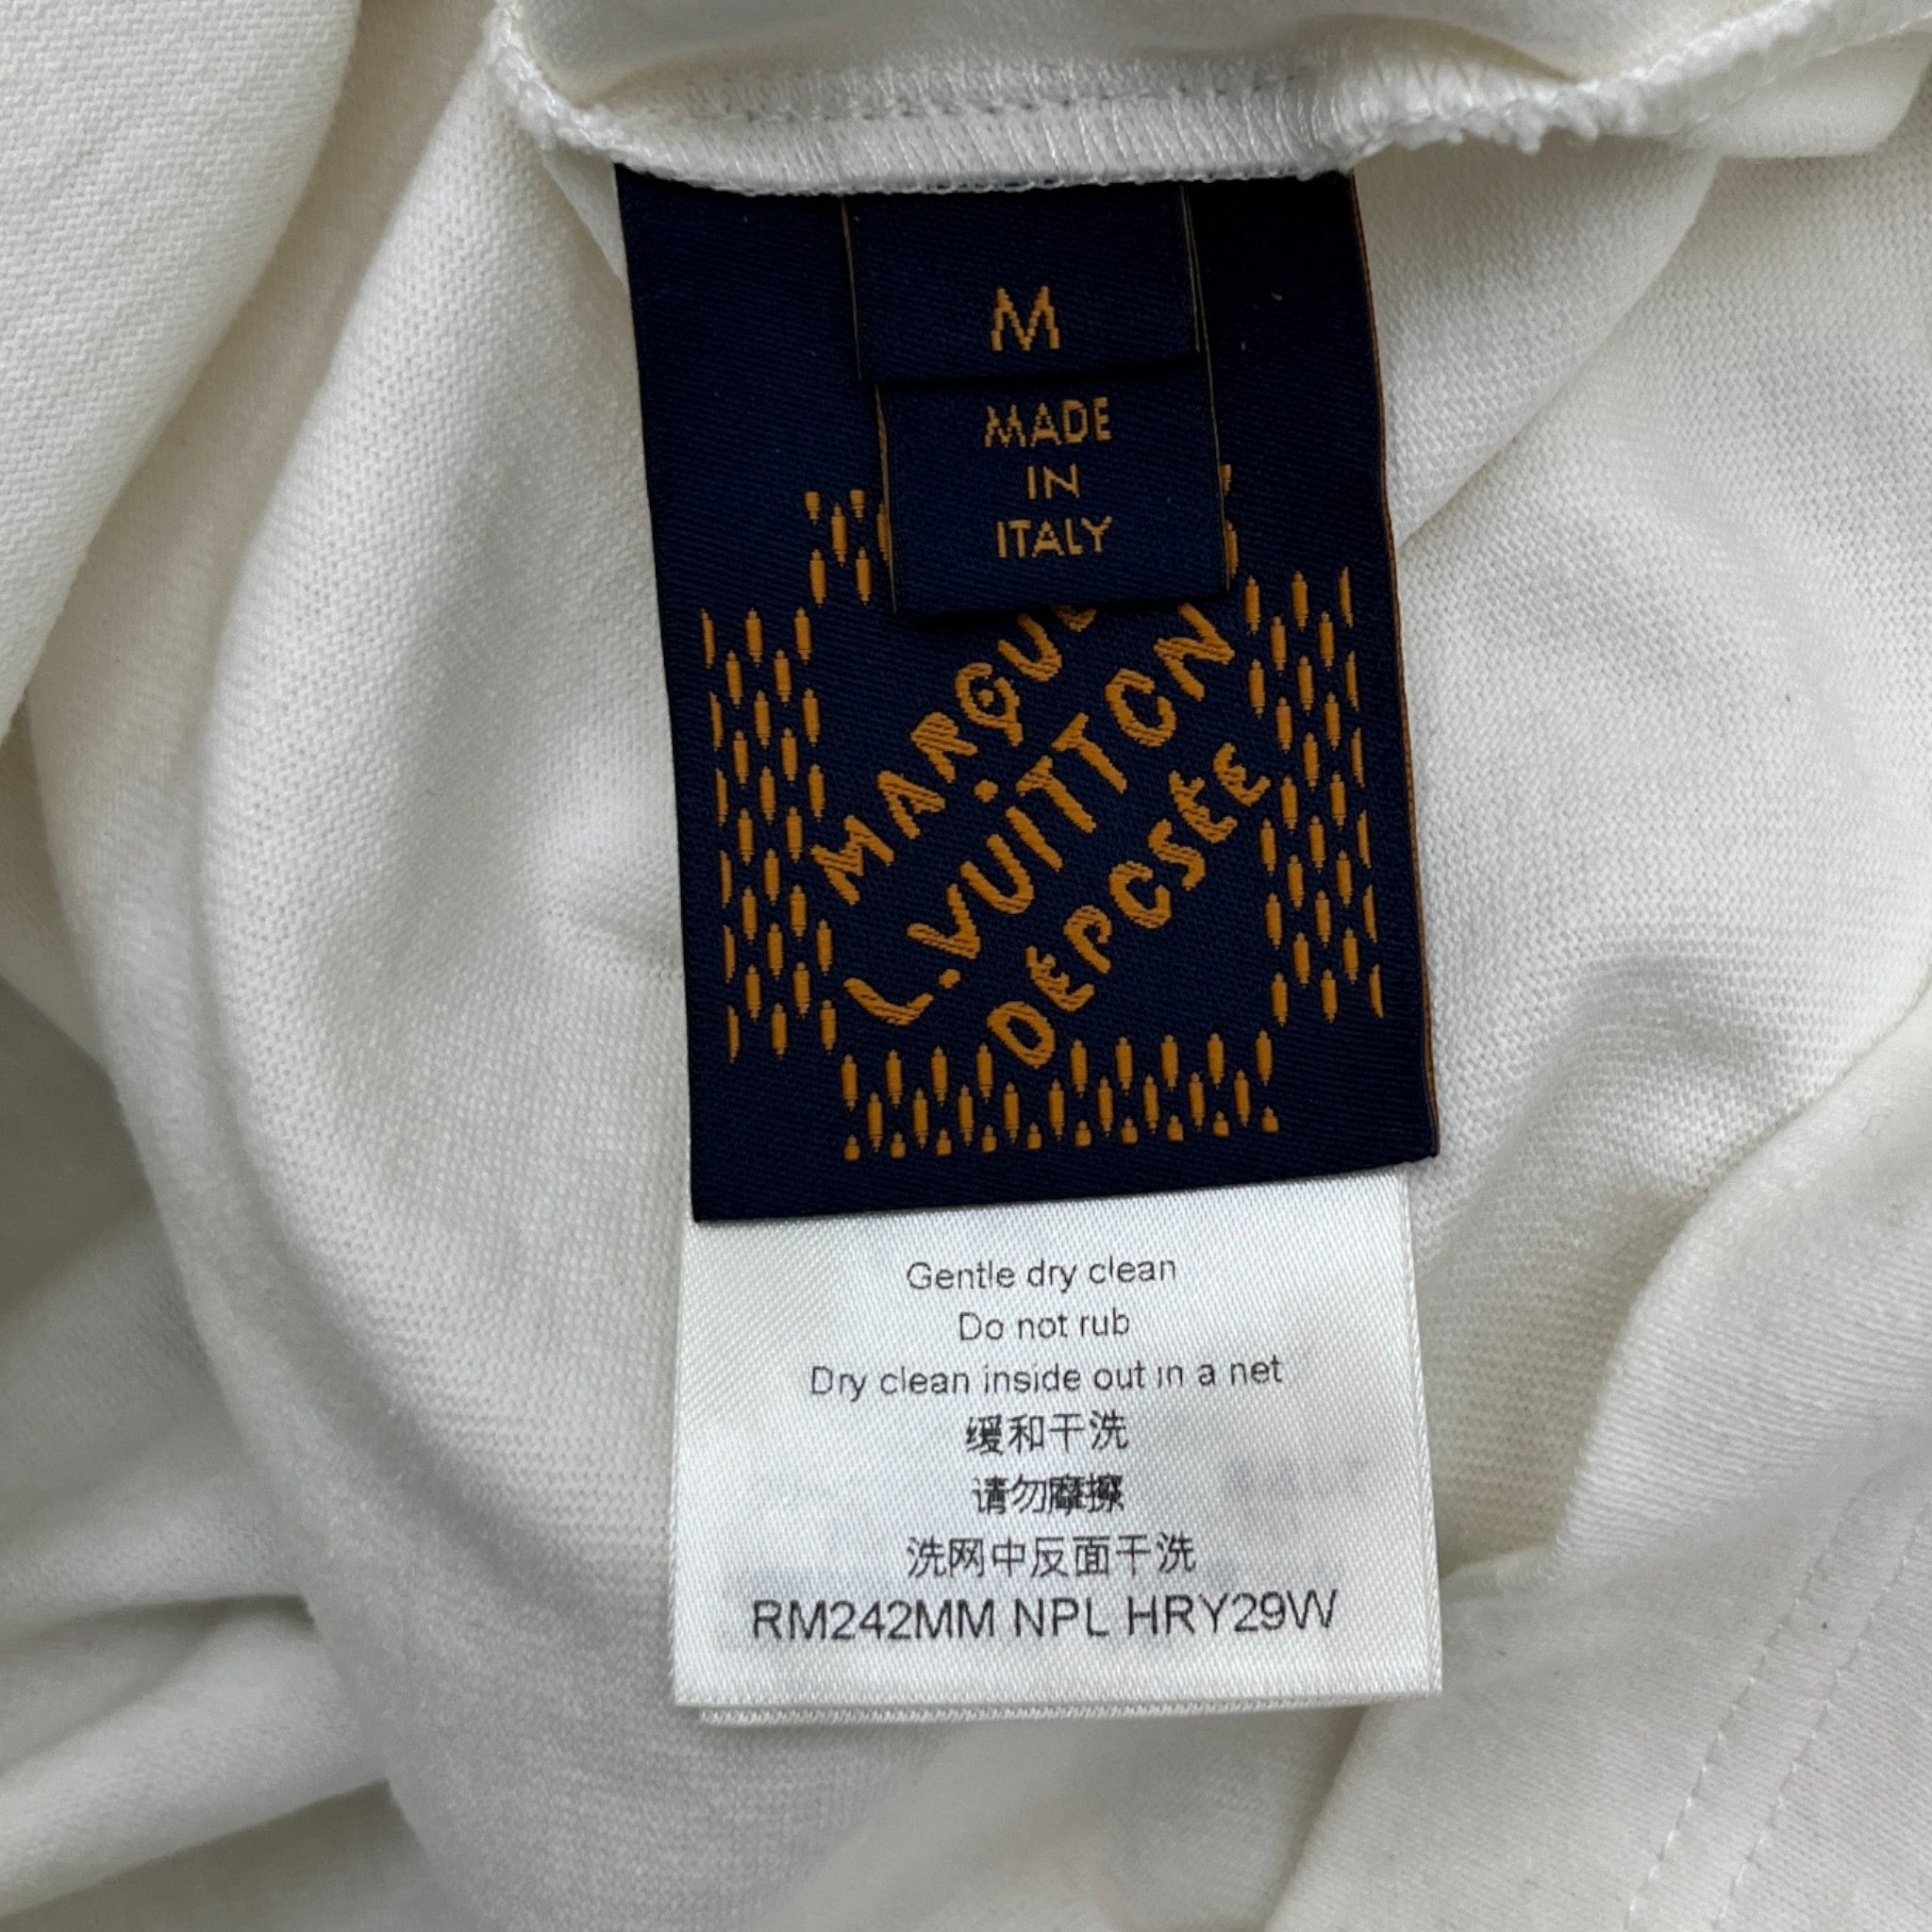 M
MADE
IN
ITALY
MARQUE
L.VUITTON
DEPOSEE
Gentle dry clean
Do not rub
Dry clean inside out in a net
缓和干洗
请勿摩擦
洗网中反面干洗
RM242MM NPL HRY29W